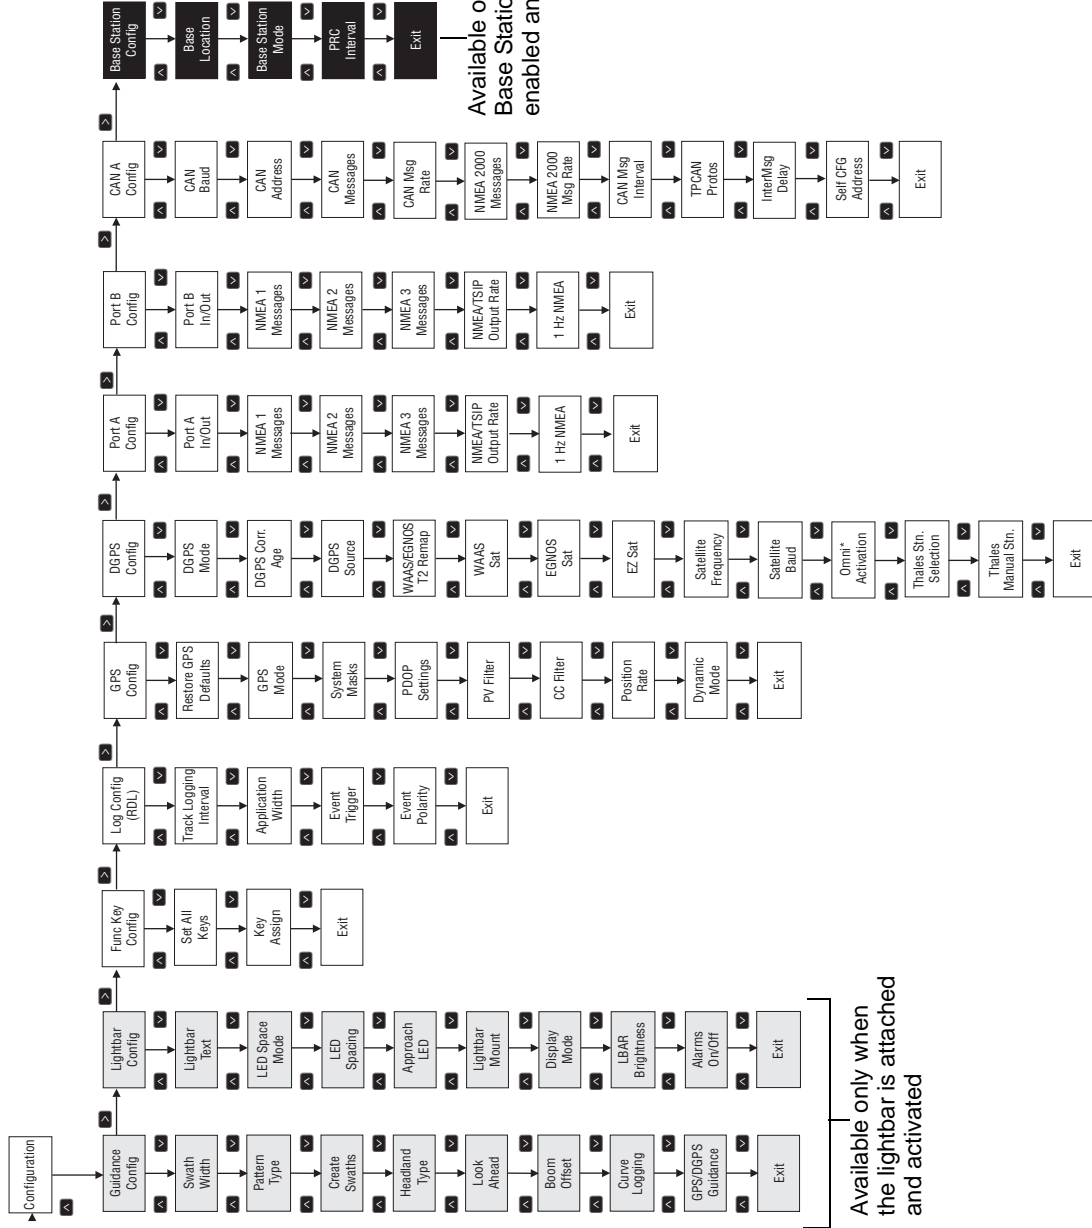 Configuration
Guidance
Config
Swath
Width
Pattern
Type
Create
Swaths
Headland
Type
Look
Ahead
Boom
Offset
Curve
Logging
GPS/DGPS
Guidance
Exit
Lightbar
Config
Lightbar
Text
LED Space
Mode
LED
Spacing
Approach
LED
Lightbar
Mount
Display
Mode
LBAR
Brightness
Alarms
On/Off
Exit
Available only when
the lightbar is attached
and activated
Func Key
Config
Set All
Keys
Key
Assign
Exit
Log Config
(RDL)
Track Logging
Interval
Application
Width
Event
Trigger
Event
Polarity
Exit
GPS
Config
Restore GPS
Defaults
GPS
Mode
System
Masks
PDOP
Settings
PV Filter
CC Filter
Position
Rate
Dynamic
Mode
Exit
DGPS
Config
DGPS
Mode
DGPS Corr.
Age
DGPS
Source
WAAS/EGNOS
T2 Remap
WAAS
Sat
EGNOS
Sat
EZ Sat
Satellite
Frequency
Satellite
Baud
Omni*
Activation
Thales Stn.
Selection
Thales
Manual Stn.
Exit
Port A
Config
Port A
In/Out
NMEA 1
Messages
NMEA 2
Messages
NMEA 3
Messages
NMEA/TSIP
Output Rate
1 Hz NMEA
Exit
Port B
Config
Port B
In/Out
NMEA 1
Messages
NMEA 2
Messages
NMEA 3
Messages
NMEA/TSIP
Output Rate
1 Hz NMEA
Exit
CAN A
Config
CAN
Baud
CAN
Address
CAN
Messages
CAN Msg
Rate
NMEA 2000
Messages
NMEA 2000
Msg Rate
CAN Msg
Interval
TPCAN
Protos
InterMsg
Delay
Self CFG
Address
Exit
Base Station
Config
Base
Location
Base Station
Mode
PRC
Interval
Exit
Available
Base
enabled